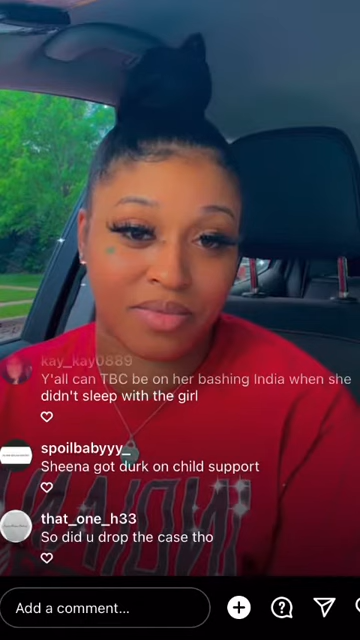 kay_kay0889
Y'all can TBC be on her bashing India when she
didn't sleep with the girl
spoilbabyyy_
Sheena got durk on child support
that_one_h33
So did u drop the case tho
Add a comment...